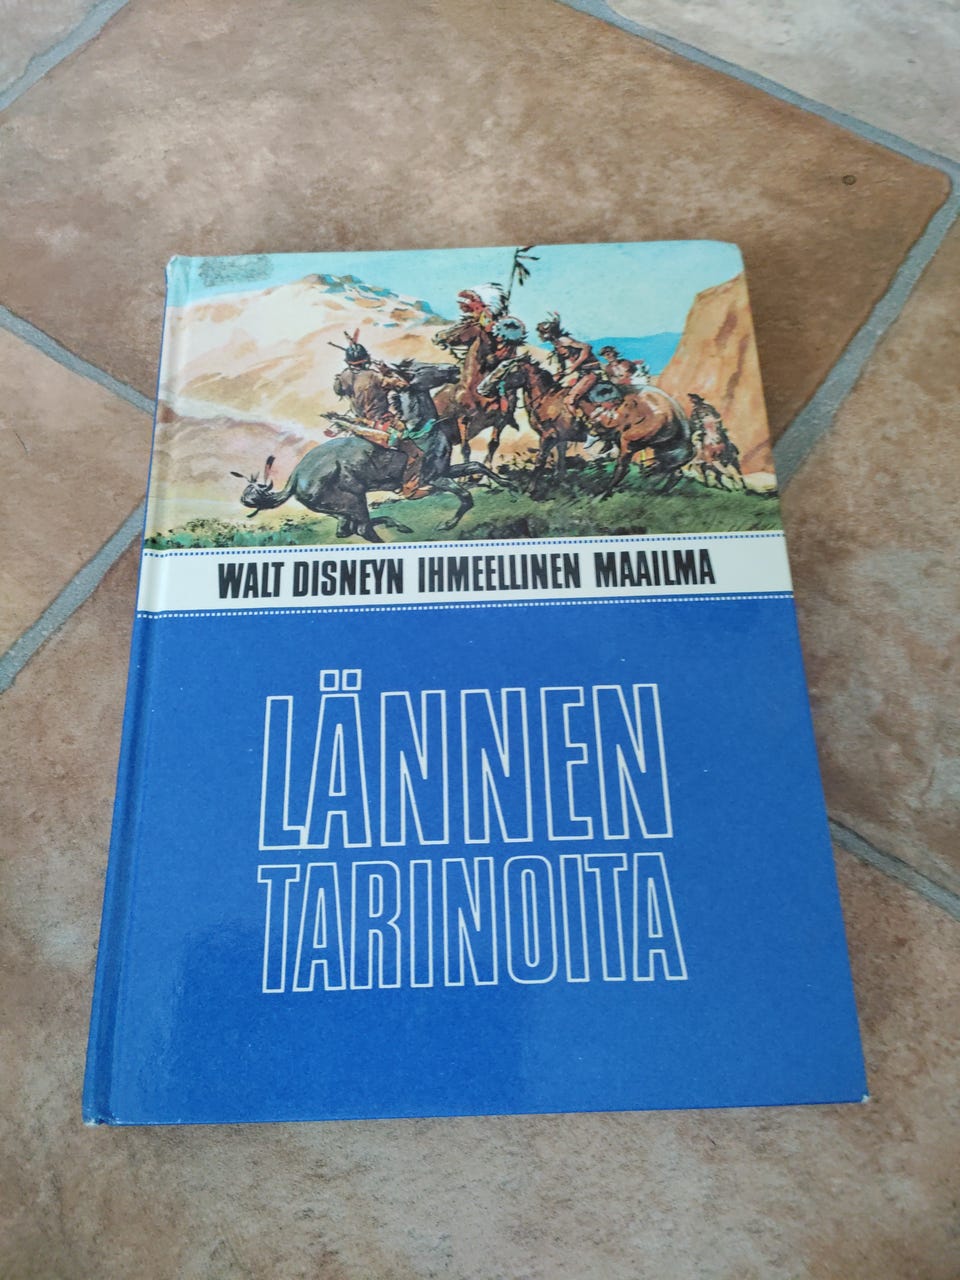 WALT DISNEYN IHMEELLINEN MAAILMA
LÄNNEN
TARINOITA